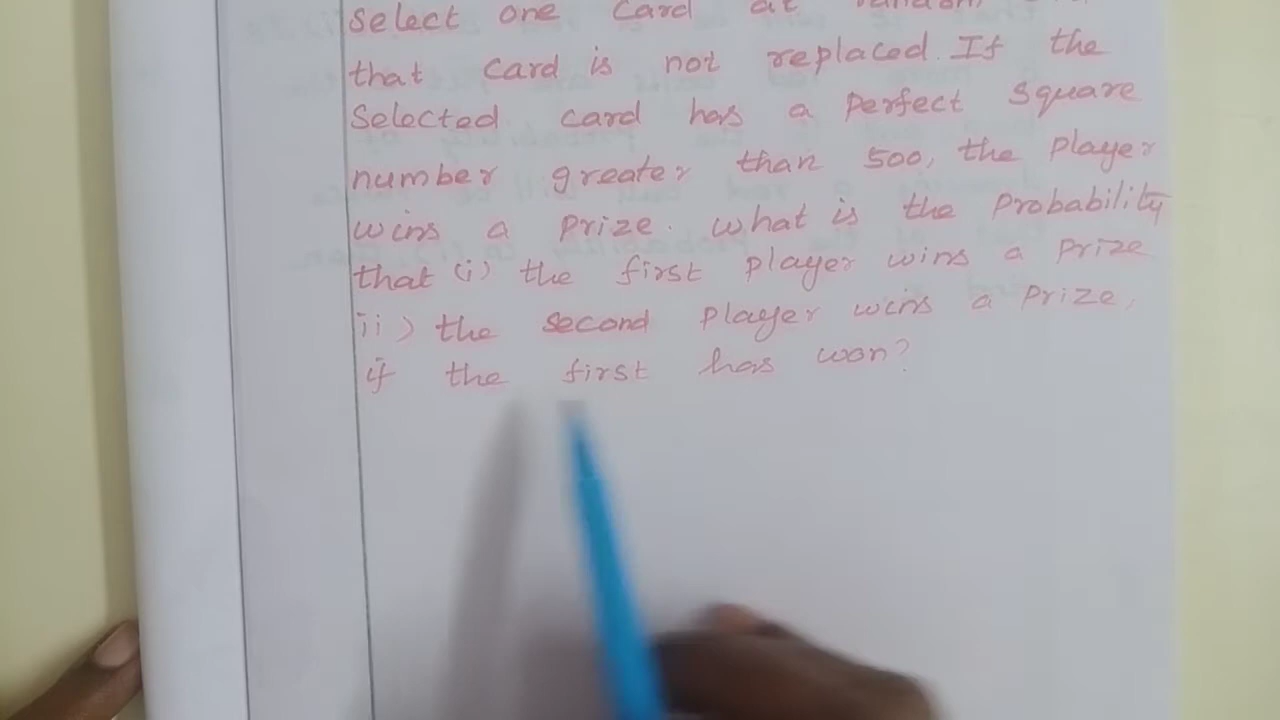 Select one card at random
that card is not replaced. If the
Selected card has a perfect square
number greater than 500, the player
wins a prize. what is the probability
that (i) the first player wins a prize
ii) the second player wins a prize,
if the first has won?